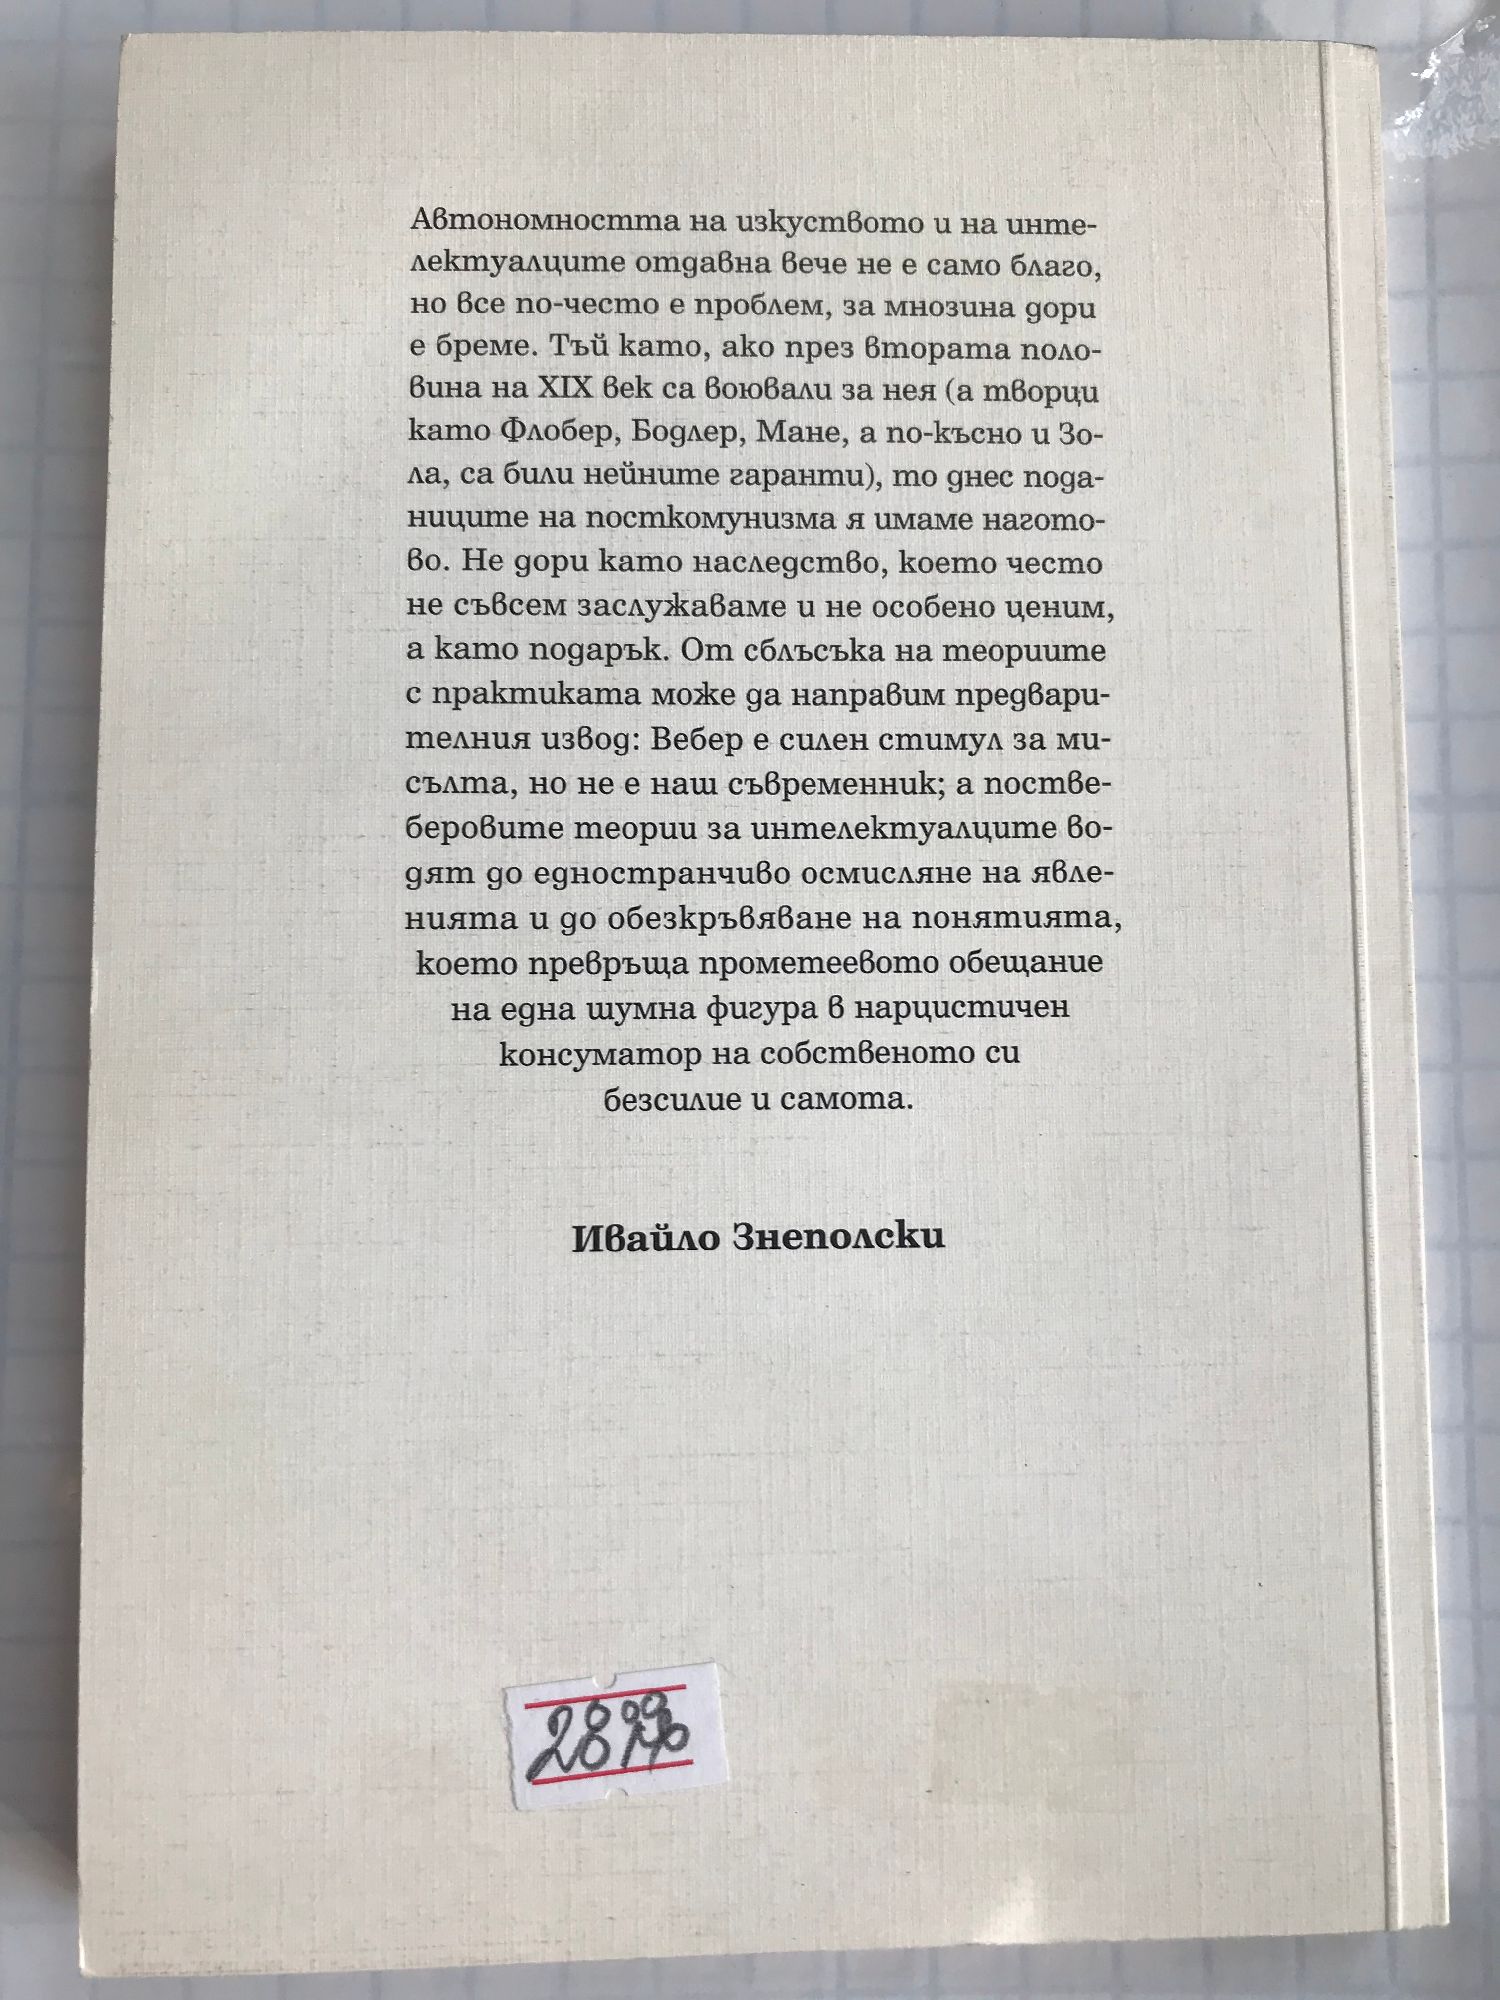 Автономността на изкуството и на инте-
лектуалците отдавна вече не е само благо,
но все по-често е проблем, за мнозина дори
е бреме. Тъй като, ако през втората поло-
вина на XIX век са воювали за нея (а творци
като Флобер, Бодлер, Мане, а по-късно и Зо-
ла, са били нейните гаранти), то днес пода-
ниците на посткомунизма я имаме нагото-
во. Не дори като наследство, което често
не съвсем заслужаваме и не особено ценим,
а като подарък. От сблъсъка на теориите
с практиката може да направим предвари-
телния извод: Вебер е силен стимул за ми-
сълта, но не е наш съвременник; а поствe-
беровите теории за интелектуалците во-
дят до едностранчиво осмисляне на явле-
нията и до обезкръвяване на понятията,
което превръща прометеевото обещание
на една шумна фигура в нарцистичен
консуматор на собственото си
безсилие и самота.
Ивайло Знеполски